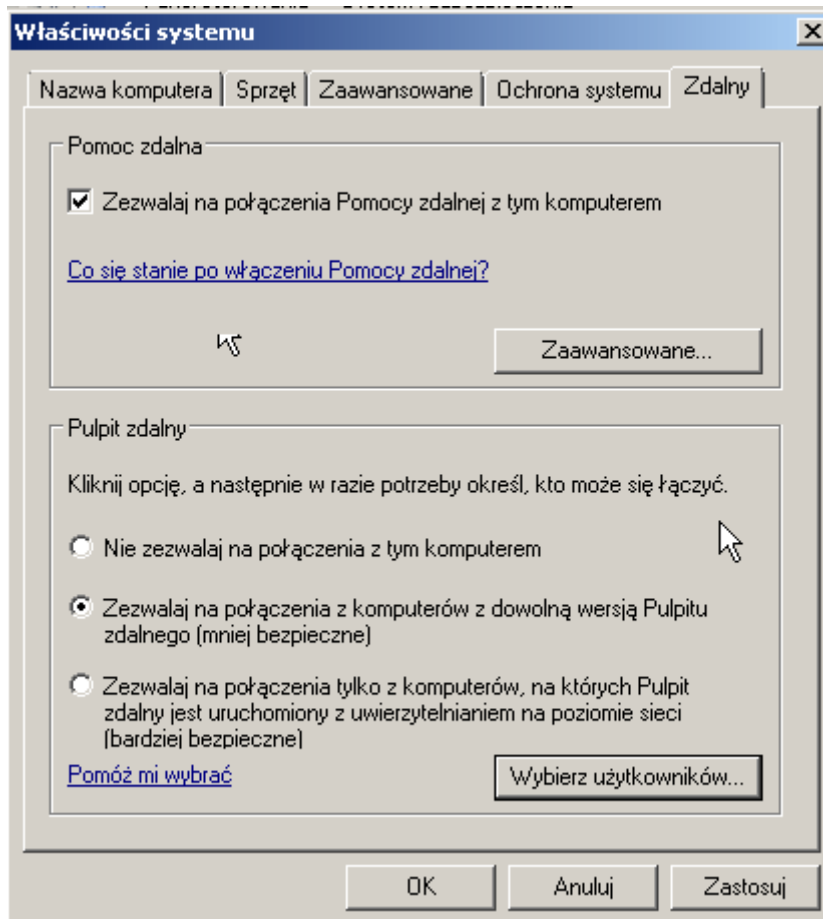 Właściwości systemu
Nazwa komputera
Sprzęt
Zaawansowane
Ochrona systemu
Zdalny
Pomoc zdalna
Zezwalaj na połączenia Pomocy zdalnej z tym komputerem
Co się stanie po włączeniu Pomocy zdalnej?
Zaawansowane...
Pulpit zdalny
Kliknij opcję, a następnie w razie potrzeby określ, kto może się łączyć.
Nie zezwalaj na połączenia z tym komputerem
Zezwalaj na połączenia z komputerów z dowolną wersją Pulpitu
zdalnego (mniej bezpieczne)
Zezwalaj na połączenia tylko z komputerów, na których Pulpit
zdalny jest uruchomiony z uwierzytelnianiem na poziomie sieci
(bardziej bezpieczne)
Pomóż mi wybrać
Wybierz użytkowników...
OK
Anuluj
Zastosuj